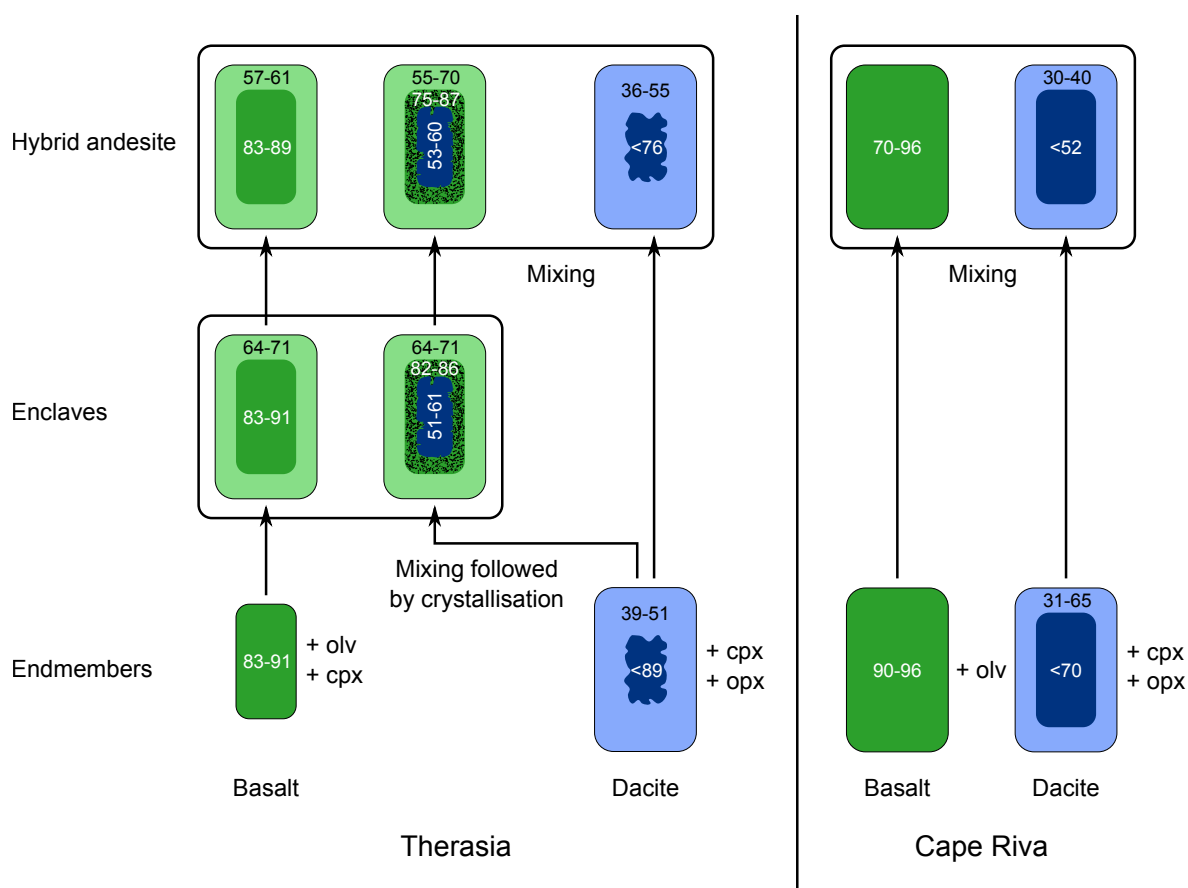 57-61
55-70
75-87
53-60
83-89
36-55
<76
30-40
70-96
<52
Hybrid andesite
Mixing
Mixing
64-71
64-71
82-86
51-61
83-91
Enclaves
Mixing followed
by crystallisation
39-51
31-65
83-91
+ olv
+ cpx
<89
+ cpx
+ opx
90-96
+ olv
<70
+ cpx
+ opx
Endmembers
Basalt
Dacite
Basalt
Dacite
Therasia
Cape Riva